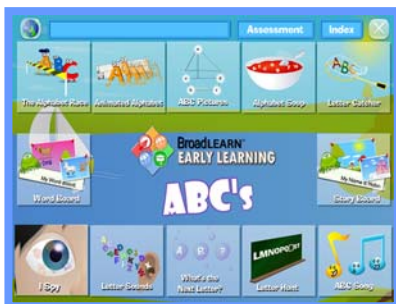 Assessment
Index
The Alphabet Race
Animated Alphabet
ABC Pictures
Alphabet Soup
Letter Catcher
BROADLEARN
EARLY LEARNING
ABC's
Word Board
Story Board
I Spy
Letter Sounds
What's the
Next Letter?
Letter Hunt
ABC Song